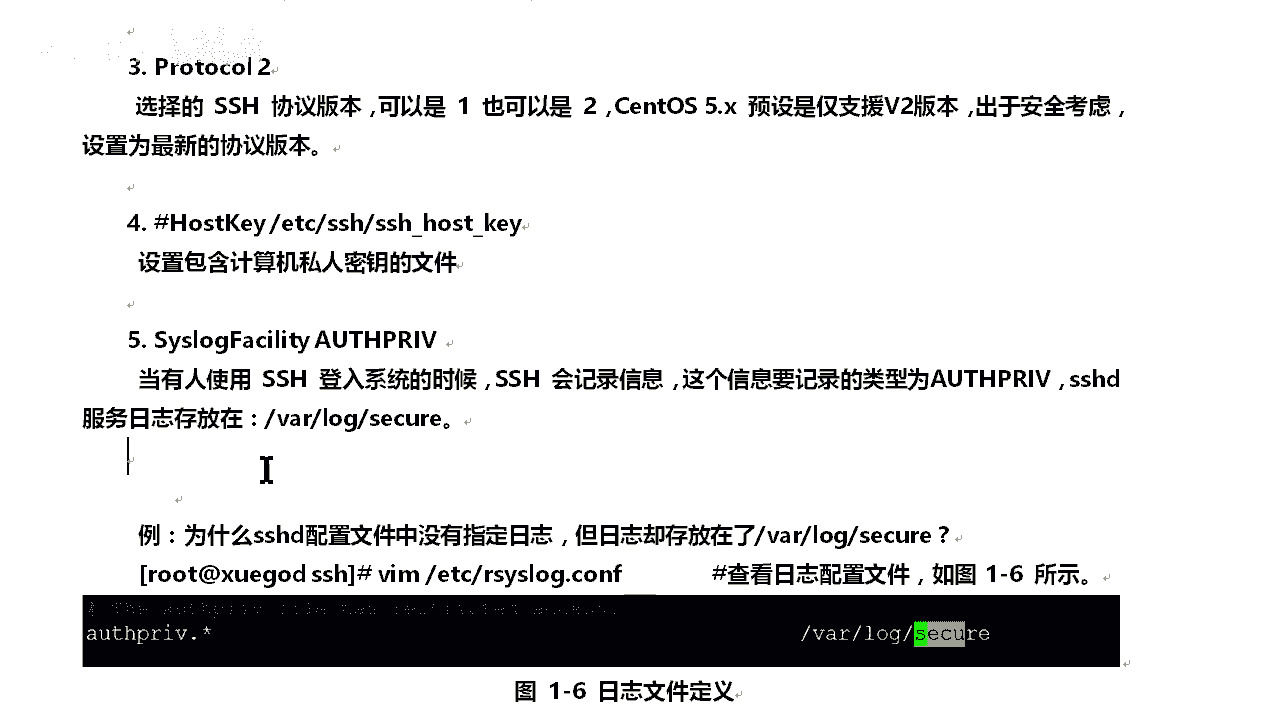 3. Protocol 2
选择的 SSH 协议版本，可以是 1 也可以是 2，CentOS 5.x 预设是仅支援V2版本，出于安全考虑，
设置为最新的协议版本。
4. #HostKey /etc/ssh/ssh_host_key
设置包含计算机私人密钥的文件
5. SyslogFacility AUTHPRIV
当有人使用 SSH 登入系统的时候，SSH 会记录信息，这个信息要记录的类型为AUTHPRIV，sshd
服务日志存放在：/var/log/secure。
例：为什么sshd配置文件中没有指定日志，但日志却存放在了/var/log/secure？
[root@xuegod ssh]# vim /etc/rsyslog.conf #查看日志配置文件，如图 1-6 所示。
authpriv.* /var/log/secure
图 1-6 日志文件定义